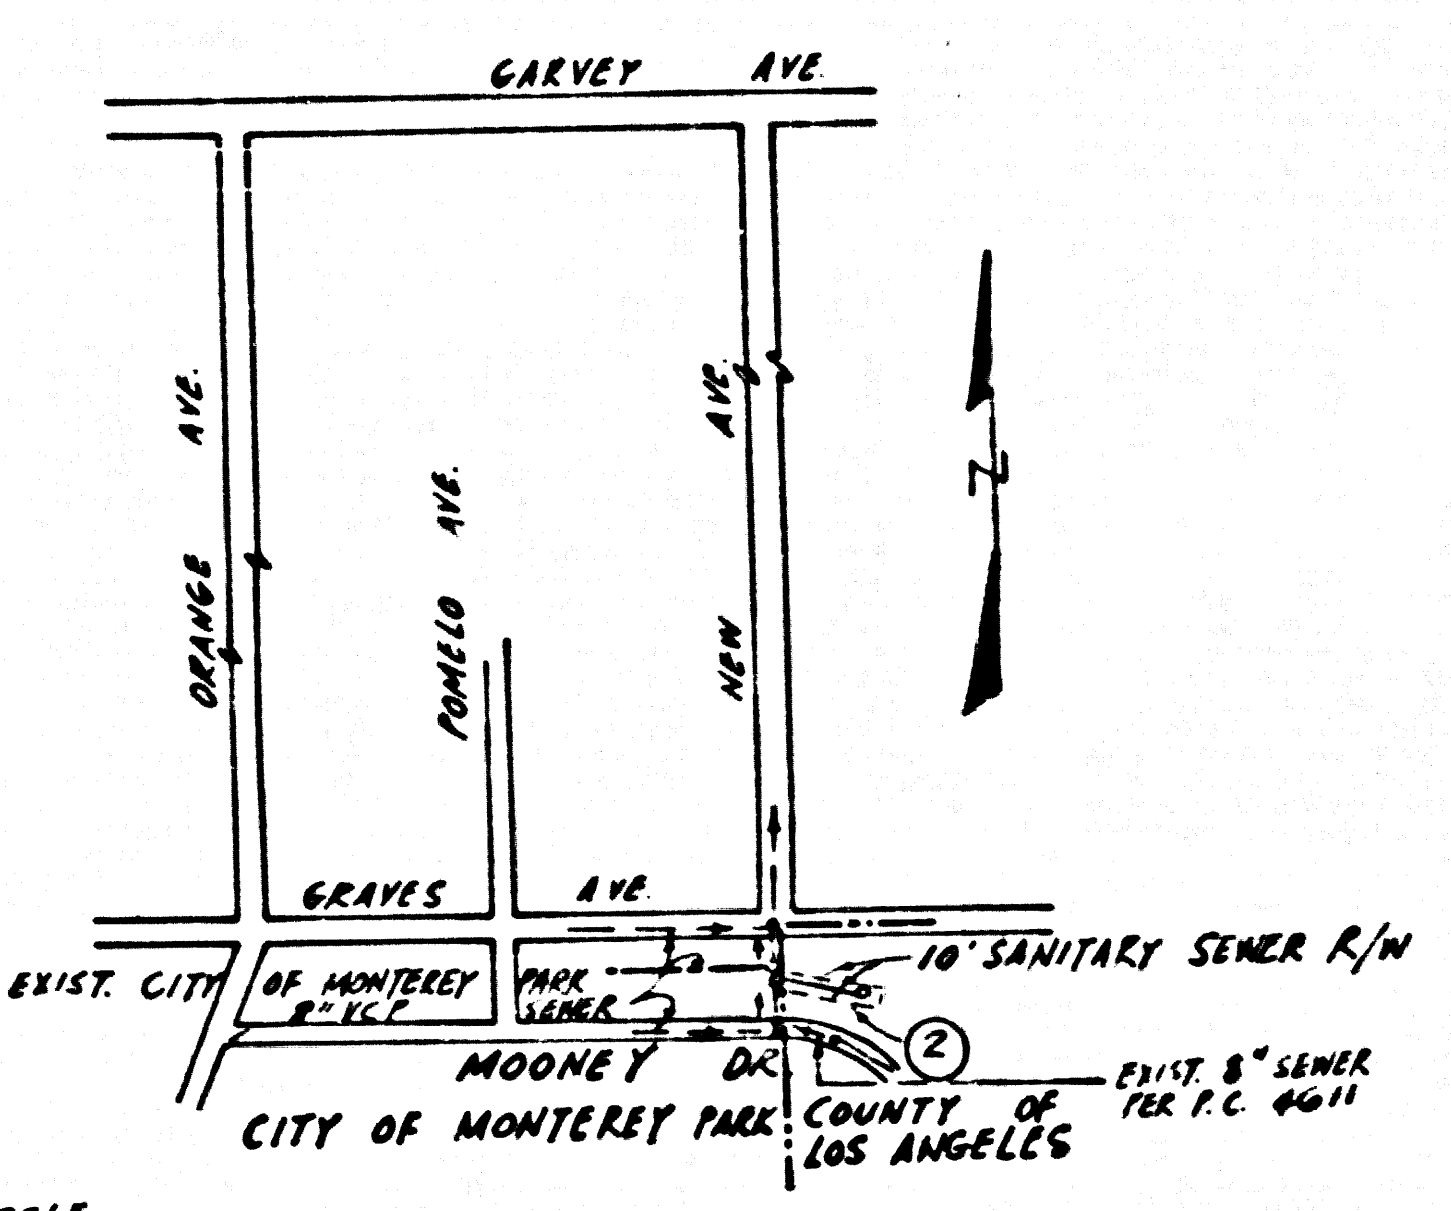 GARVEY AVE.
ORANGE AVE.
POMELO AVE.
NEW AVE.
N
GRAVES AVE.
10' SANITARY SEWER R/W
EXIST. CITY OF MONTEREY PARK
8" V.C.P. SEWER
2
MOONEY DR.
EXIST. 8" SEWER
PER P.C. 4611
CITY OF MONTEREY PARK
COUNTY OF
LOS ANGELES